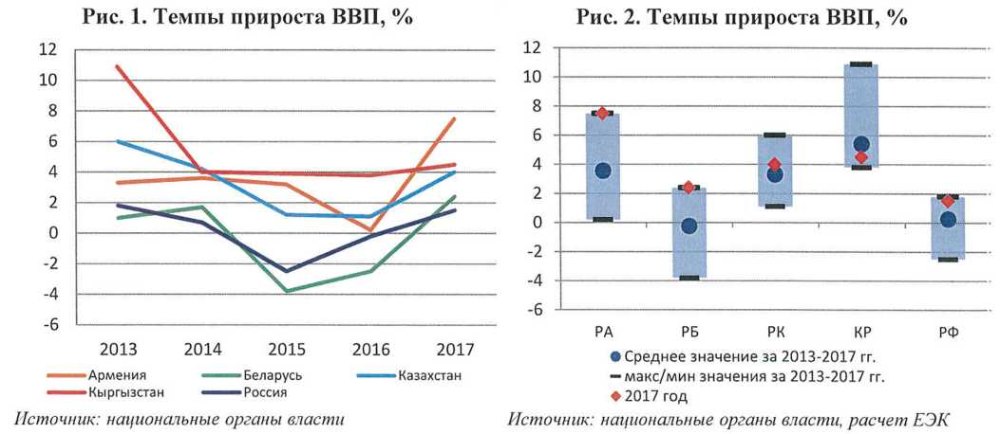 Рис. 1. Темпы прироста ВВП, %
12
10
8
6
4
2
0
-2
-4
-6
2013 2014 2015 2016 2017
Армения Беларусь Казахстан
Кыргызстан Россия
Источник: национальные органы власти
Рис. 2. Темпы прироста ВВП, %
12
10
8
6
4
2
0
-2
-4
-6
РА РБ РК КР РФ
Среднее значение за 2013-2017 гг.
макс/мин значения за 2013-2017 гг.
2017 год
Источник: национальные органы власти, расчет ЕЭК